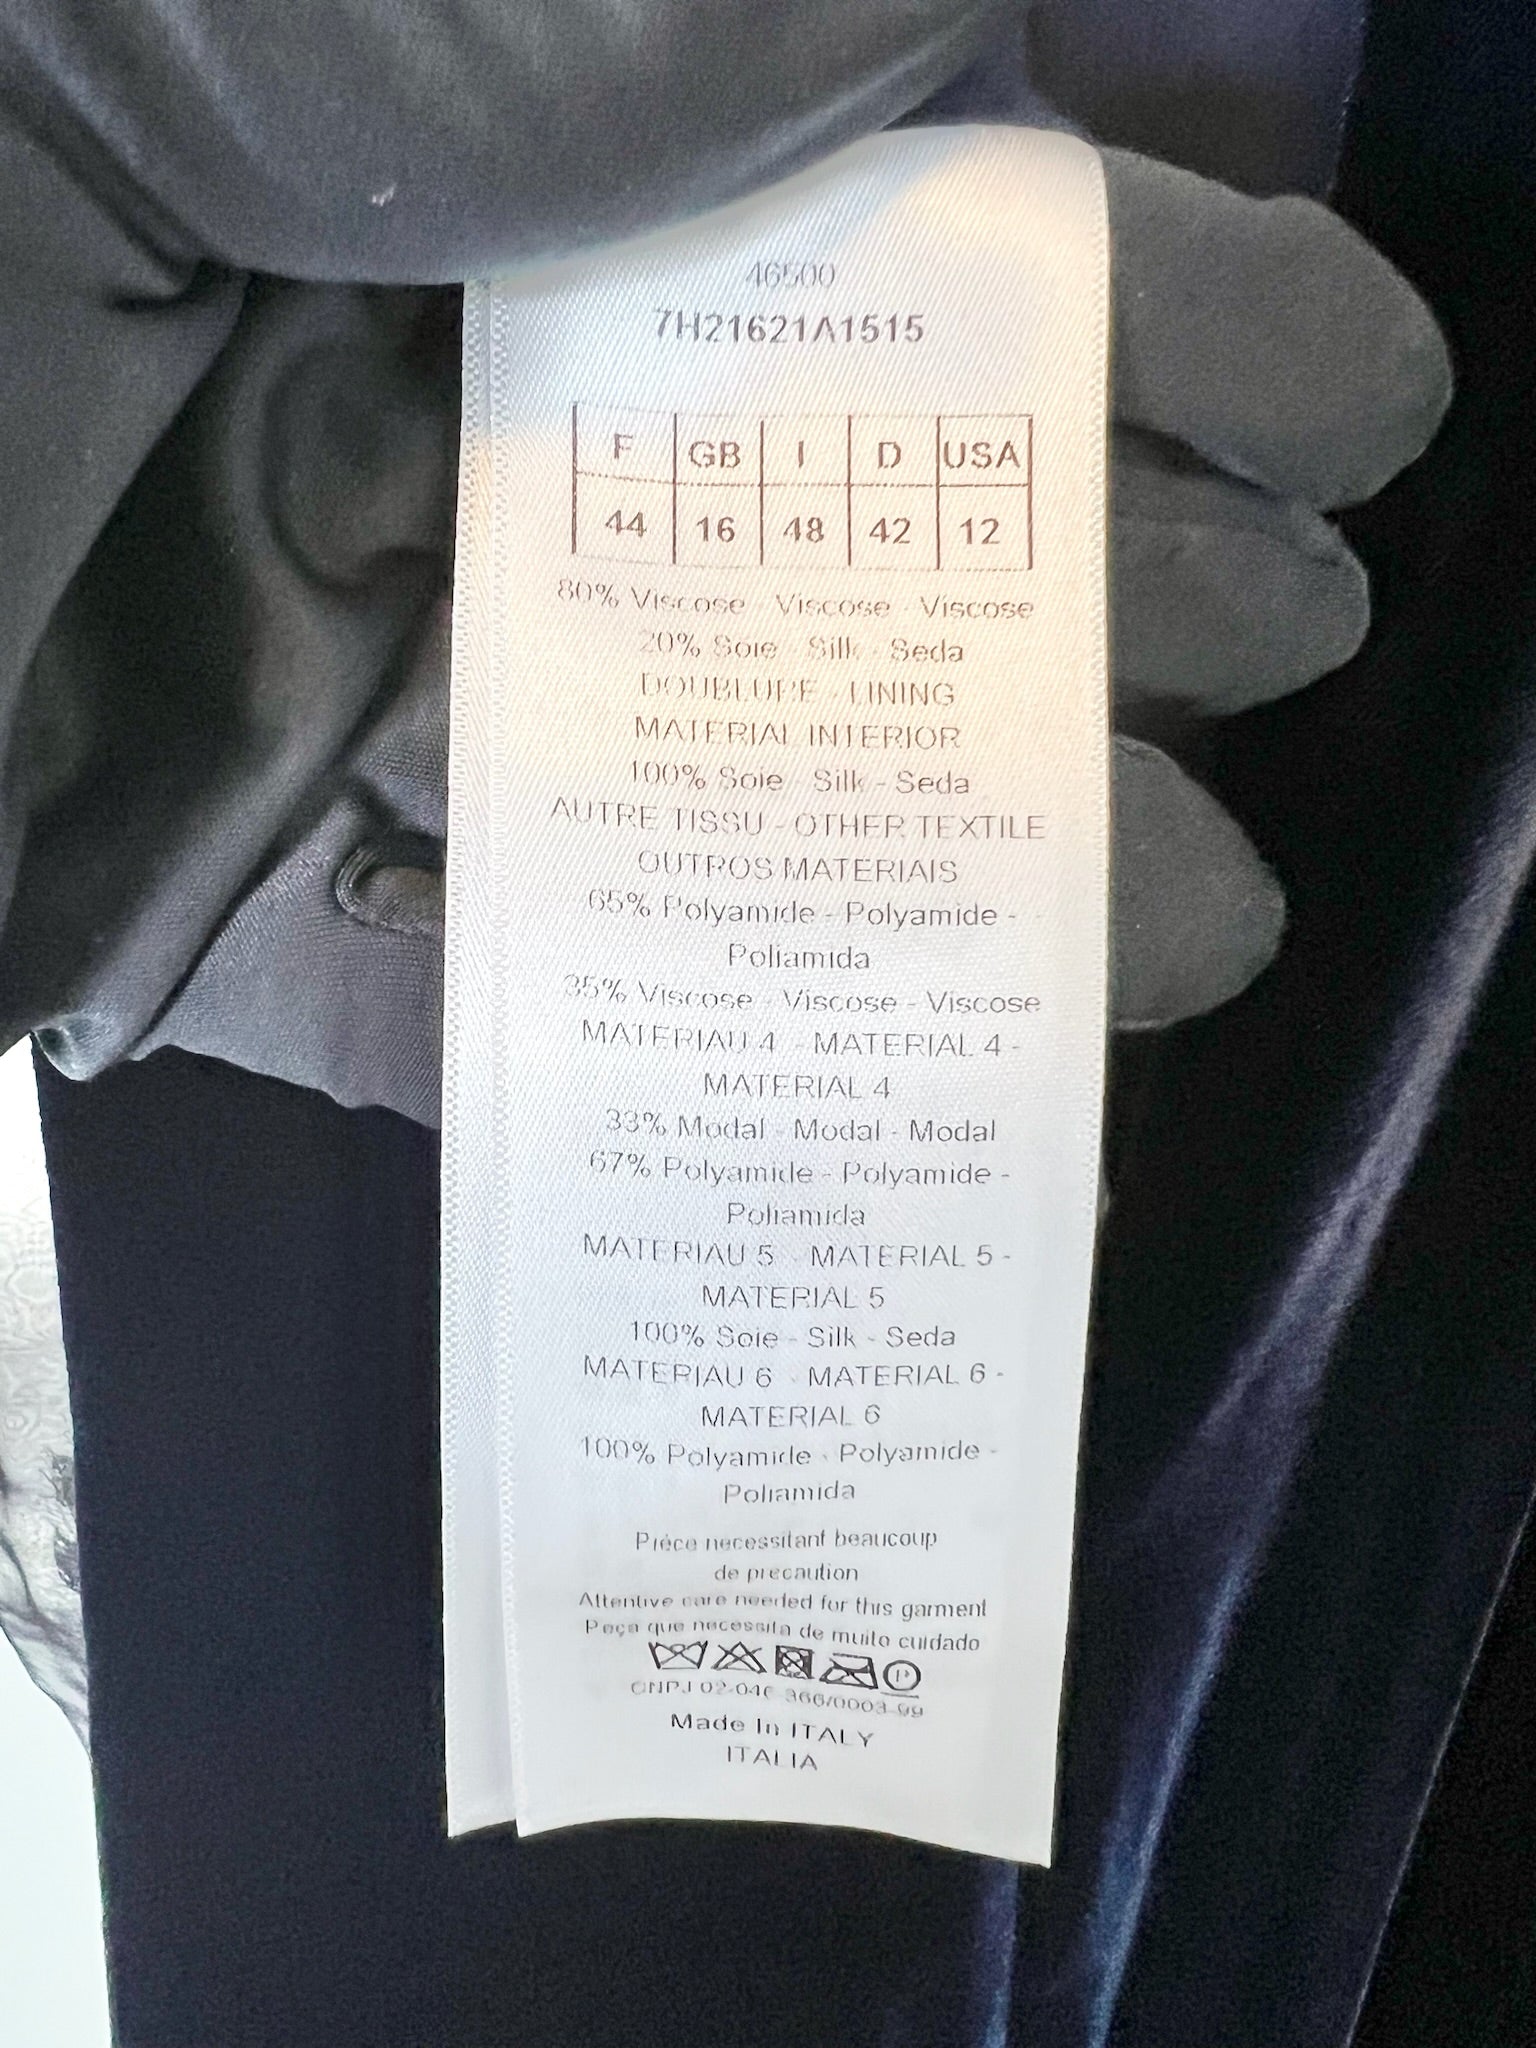 46500
7H21621A1515
F GB I D USA
44 16 48 42 12
80% Viscose - Viscose - Viscose
20% Soie - Silk - Seda
DOUBLURE - LINING
MATERIAL INTERIOR
100% Soie - Silk - Seda
AUTRE TISSU - OTHER TEXTILE
OUTROS MATERIAIS
65% Polyamide - Polyamide -
Poliamida
35% Viscose - Viscose - Viscose
MATERIAU 4 - MATERIAL 4 -
MATERIAL 4
33% Modal - Modal - Modal
67% Polyamide - Polyamide -
Poliamida
MATERIAU 5 - MATERIAL 5 -
MATERIAL 5
100% Soie - Silk - Seda
MATERIAU 6 - MATERIAL 6 -
MATERIAL 6
100% Polyamide - Polyamide -
Poliamida
Pièce necessitant beaucoup
de precaution
Attentive care needed for this garment
Peça que necessita de muito cuidado
P
CNPJ 02-046 366/0003-99
Made In ITALY
ITALIA